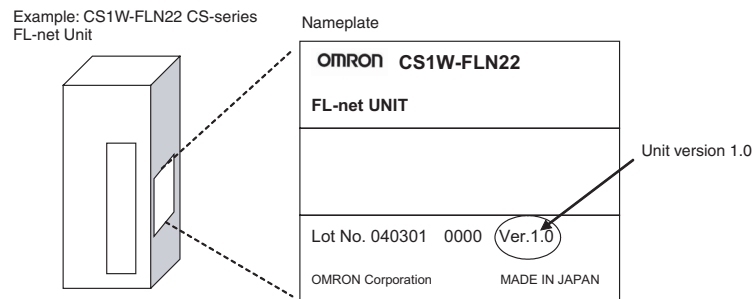 Example: CS1W-FLN22 CS-series
FL-net Unit
Nameplate
OMRON CS1W-FLN22
FL-net UNIT
Unit version 1.0
Lot No. 040301 0000 Ver.1.0
OMRON Corporation MADE IN JAPAN